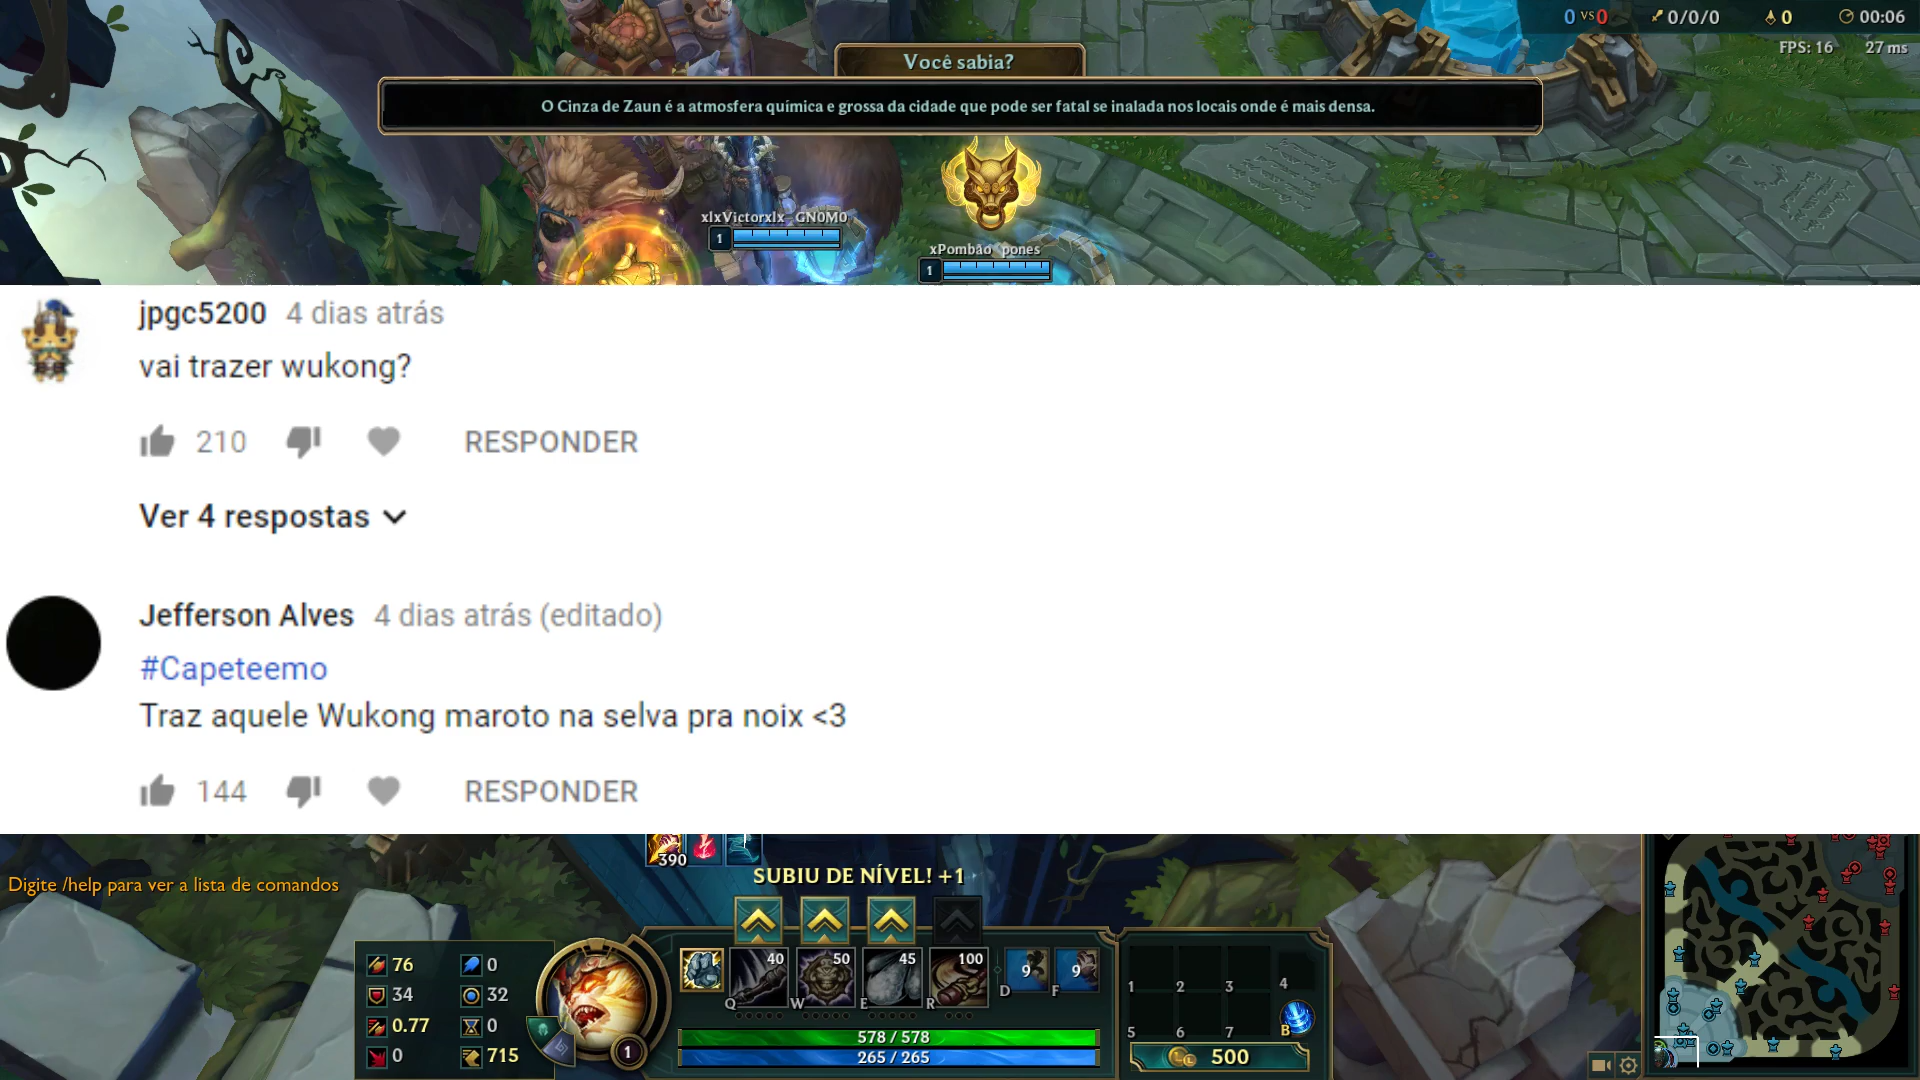 0 vs 0 0/0/0 0 00:06
FPS: 16 27 ms
Você sabia?
O Cinza de Zaun é a atmosfera química e grossa da cidade que pode ser fatal se inalada nos locais onde é mais densa.
xIxVictorxIx GN0M0
1
xPombão pones
1
jpgc5200 4 dias atrás
vai trazer wukong?
210 RESPONDER
Ver 4 respostas
Jefferson Alves 4 dias atrás (editado)
#Capeteemo
Traz aquele Wukong maroto na selva pra noix <3
144 RESPONDER
390
SUBIU DE NÍVEL! +1
Digite /help para ver a lista de comandos
76 0
34 32
0.77 0
0 715
1
40 50 45 100
Q W E R
9 9
D F
578 / 578
265 / 265
1 2 3 4
5 6 7 B
500